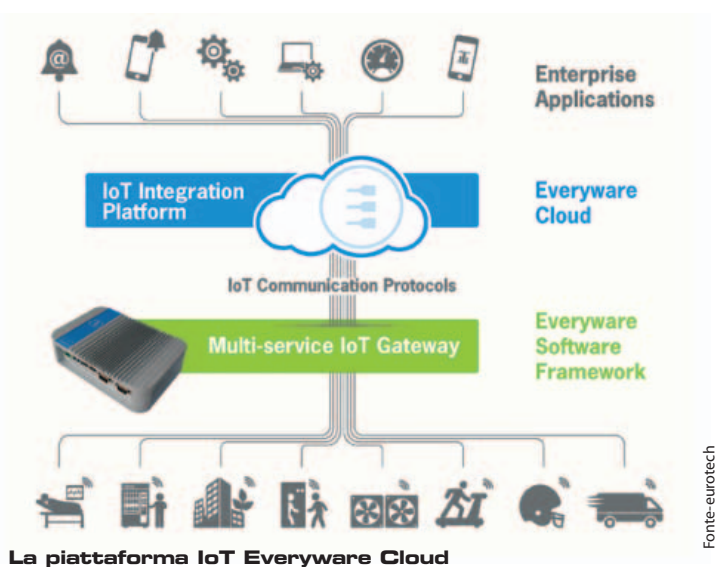 @
Enterprise
Applications
IoT Integration
Platform
Everyware
Cloud
IoT Communication Protocols
Multi-service IoT Gateway
Everyware
Software
Framework
Fonte-eurotech
La piattaforma IoT Everyware Cloud